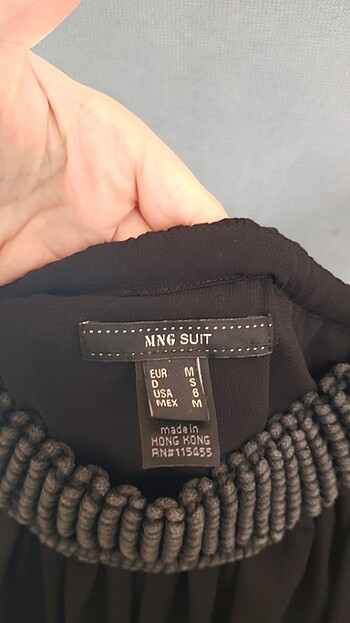 MNG SUIT
EUR M
D S
USA 6
MEX M
made in
HONG KONG
RN#115455